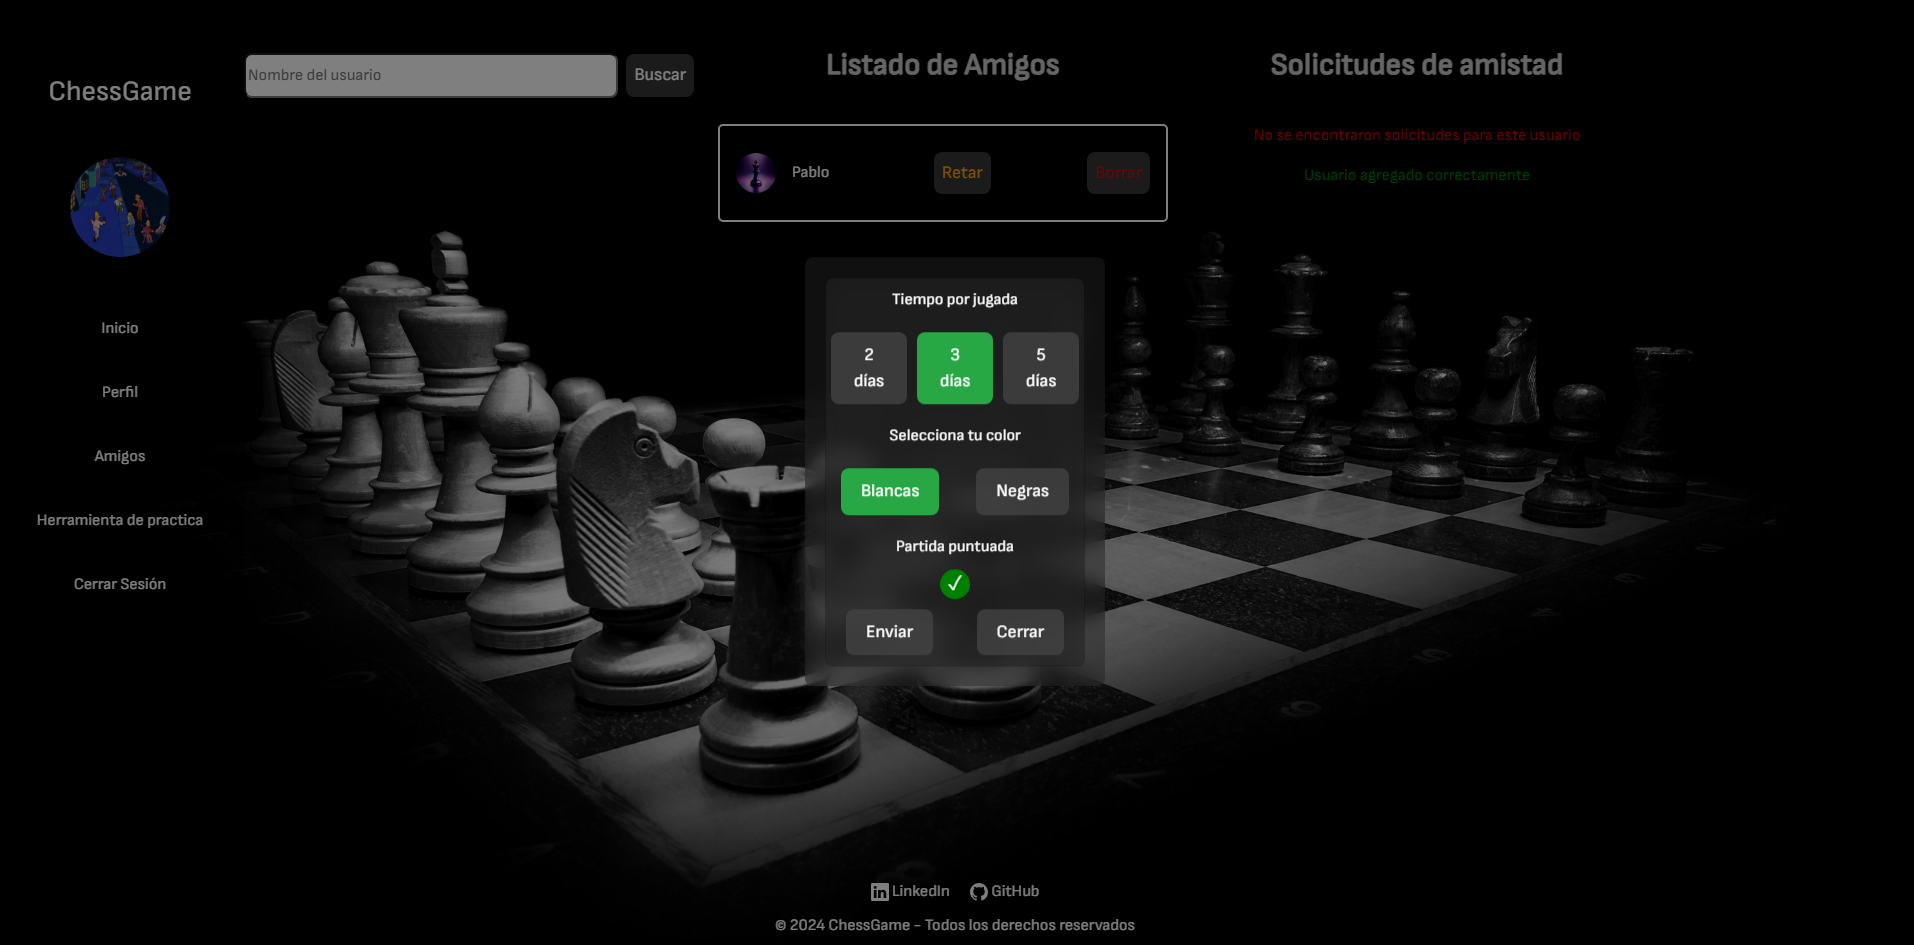 ChessGame
Inicio
Perfil
Amigos
Herramienta de practica
Cerrar Sesión
Nombre del usuario
Buscar
Listado de Amigos
Pablo
Retar
Borrar
Solicitudes de amistad
No se encontraron solicitudes para este usuario
Usuario agregado correctamente
Tiempo por jugada
2
días
3
días
5
días
Selecciona tu color
Blancas
Negras
Partida puntuada
✓
Enviar
Cerrar
LinkedIn
GitHub
© 2024 ChessGame - Todos los derechos reservados